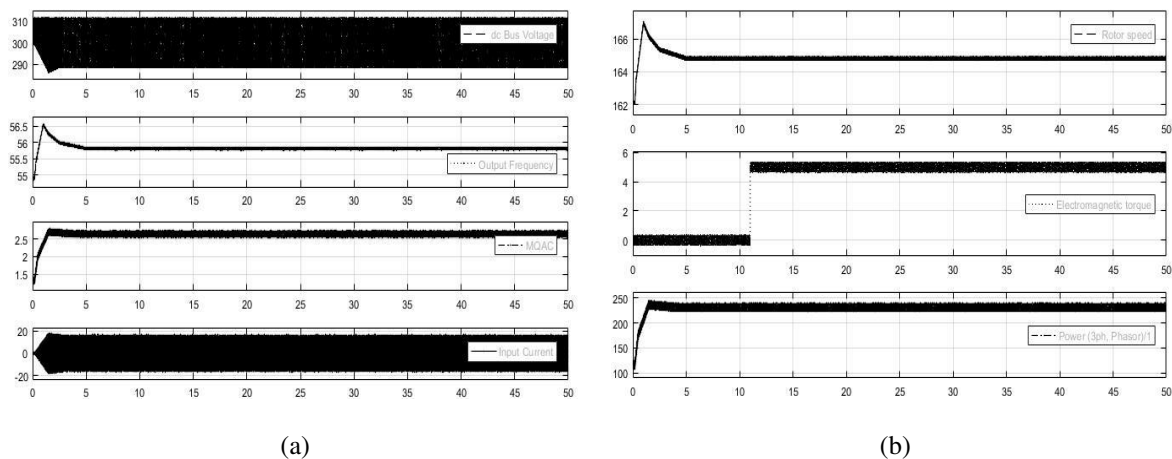 310
300
290
dc Bus Voltage
0 5 10 15 20 25 30 35 40 45 50
56.5
56
55.5
55
Output Frequency
0 5 10 15 20 25 30 35 40 45 50
2.5
2
1.5
MQAC
0 5 10 15 20 25 30 35 40 45 50
20
0
-20
Input Current
0 5 10 15 20 25 30 35 40 45 50
(a)
166
164
162
Rotor speed
0 5 10 15 20 25 30 35 40 45 50
6
4
2
0
Electromagnetic torque
0 5 10 15 20 25 30 35 40 45 50
250
200
150
100
Power (3ph, Phasor)/1
0 5 10 15 20 25 30 35 40 45 50
(b)